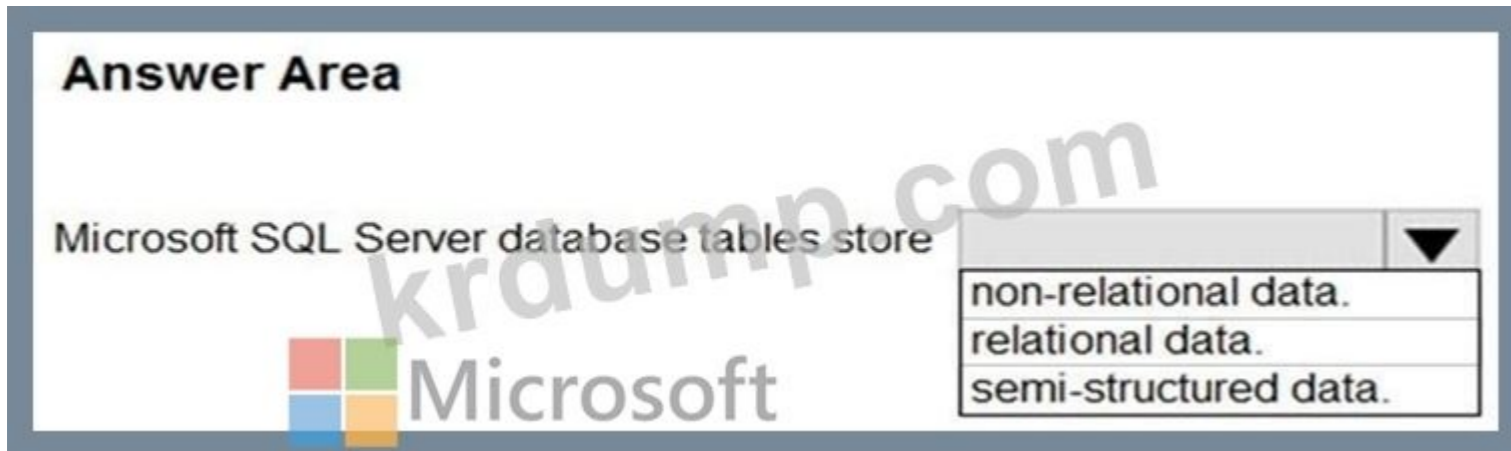 Answer Area
krdump.com
Microsoft SQL Server database tables store
non-relational data.
relational data.
semi-structured data.
Microsoft